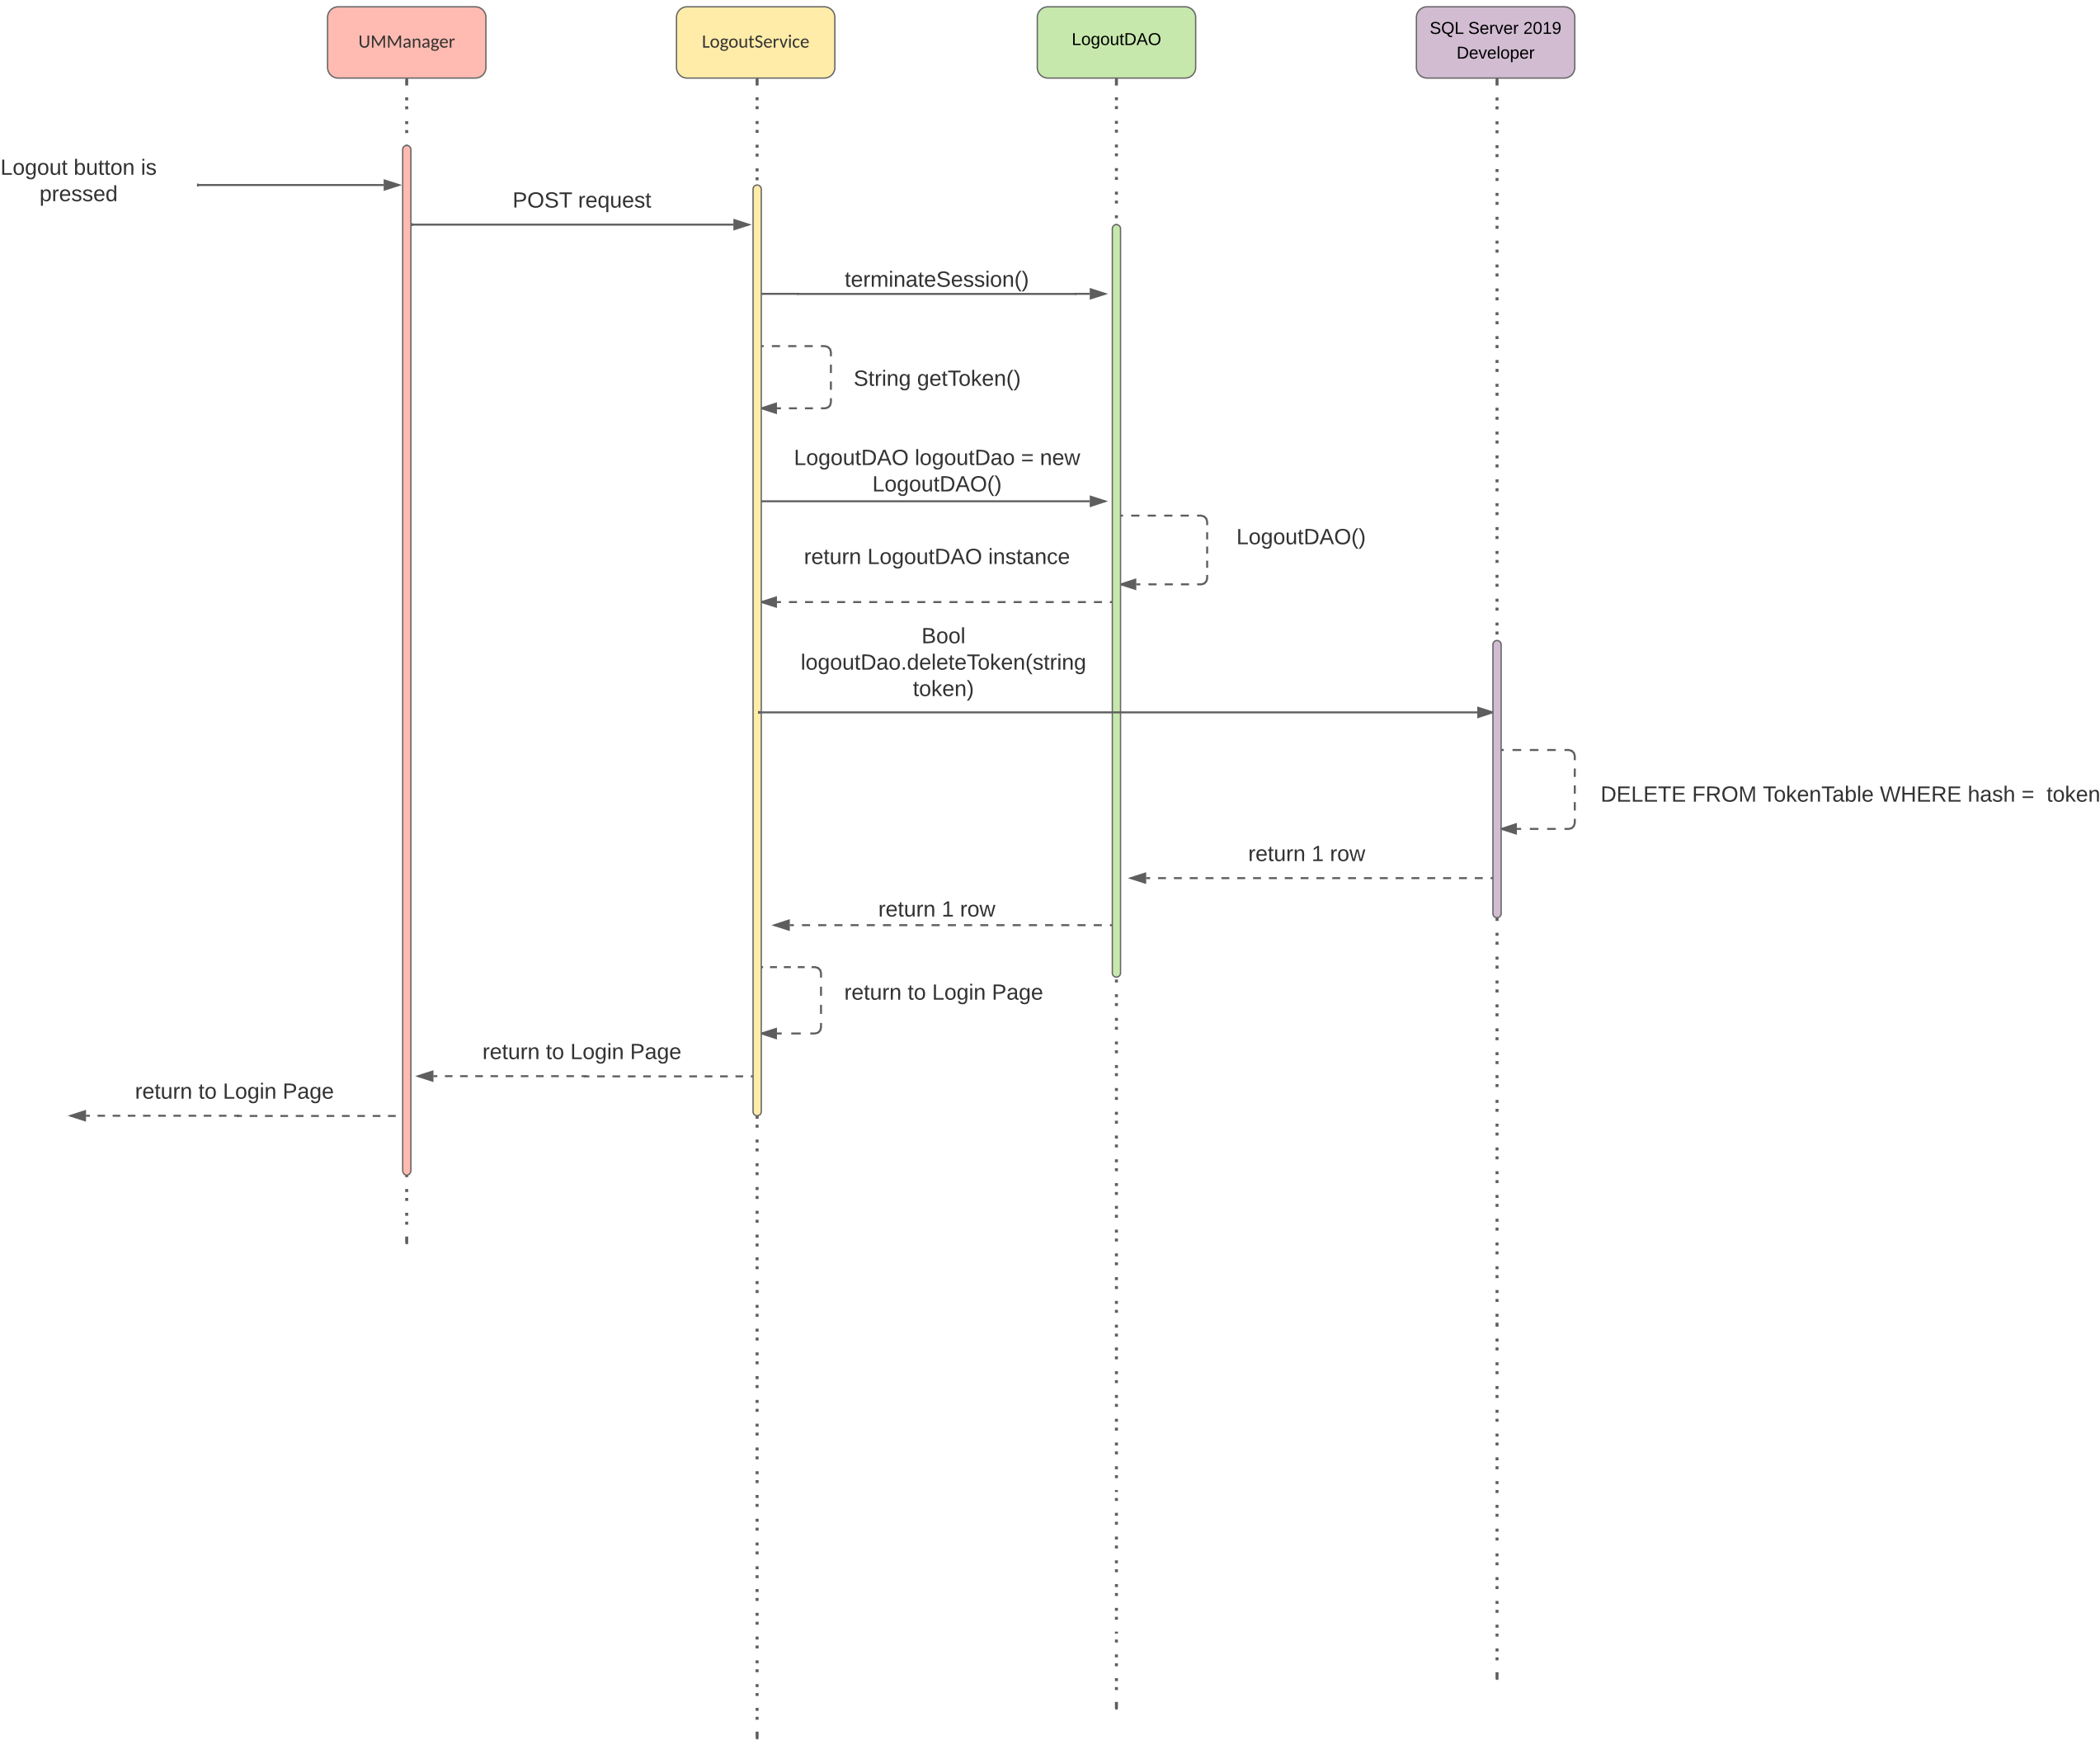 UMManager
LogoutService
LogoutDAO
SQL Server 2019
Developer
Logout button is
pressed
POST request
terminateSession()
String getToken()
LogoutDAO logoutDao = new
LogoutDAO()
LogoutDAO()
return LogoutDAO instance
Bool
logoutDao.deleteToken(string
token)
DELETE FROM TokenTable WHERE hash =  token
return 1 row
return 1 row
return to Login Page
return to Login Page
return to Login Page